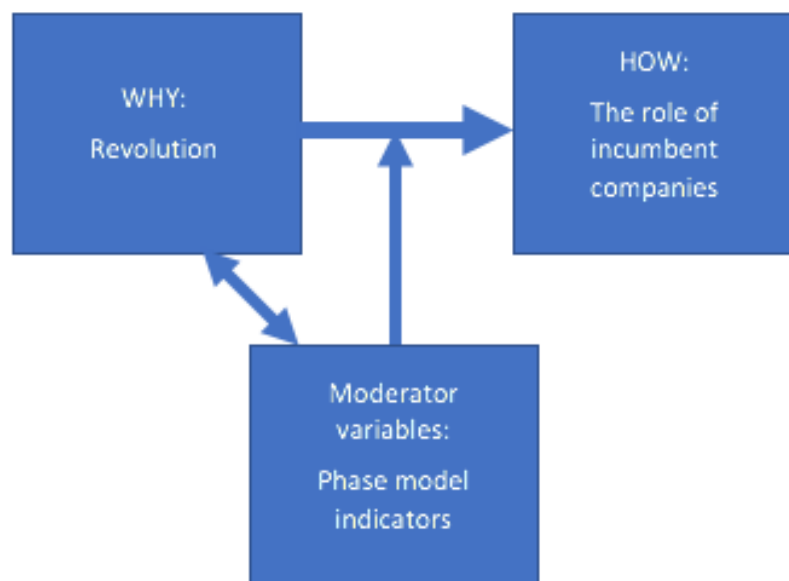 WHY:
Revolution
HOW:
The role of
incumbent
companies
Moderator
variables:
Phase model
indicators